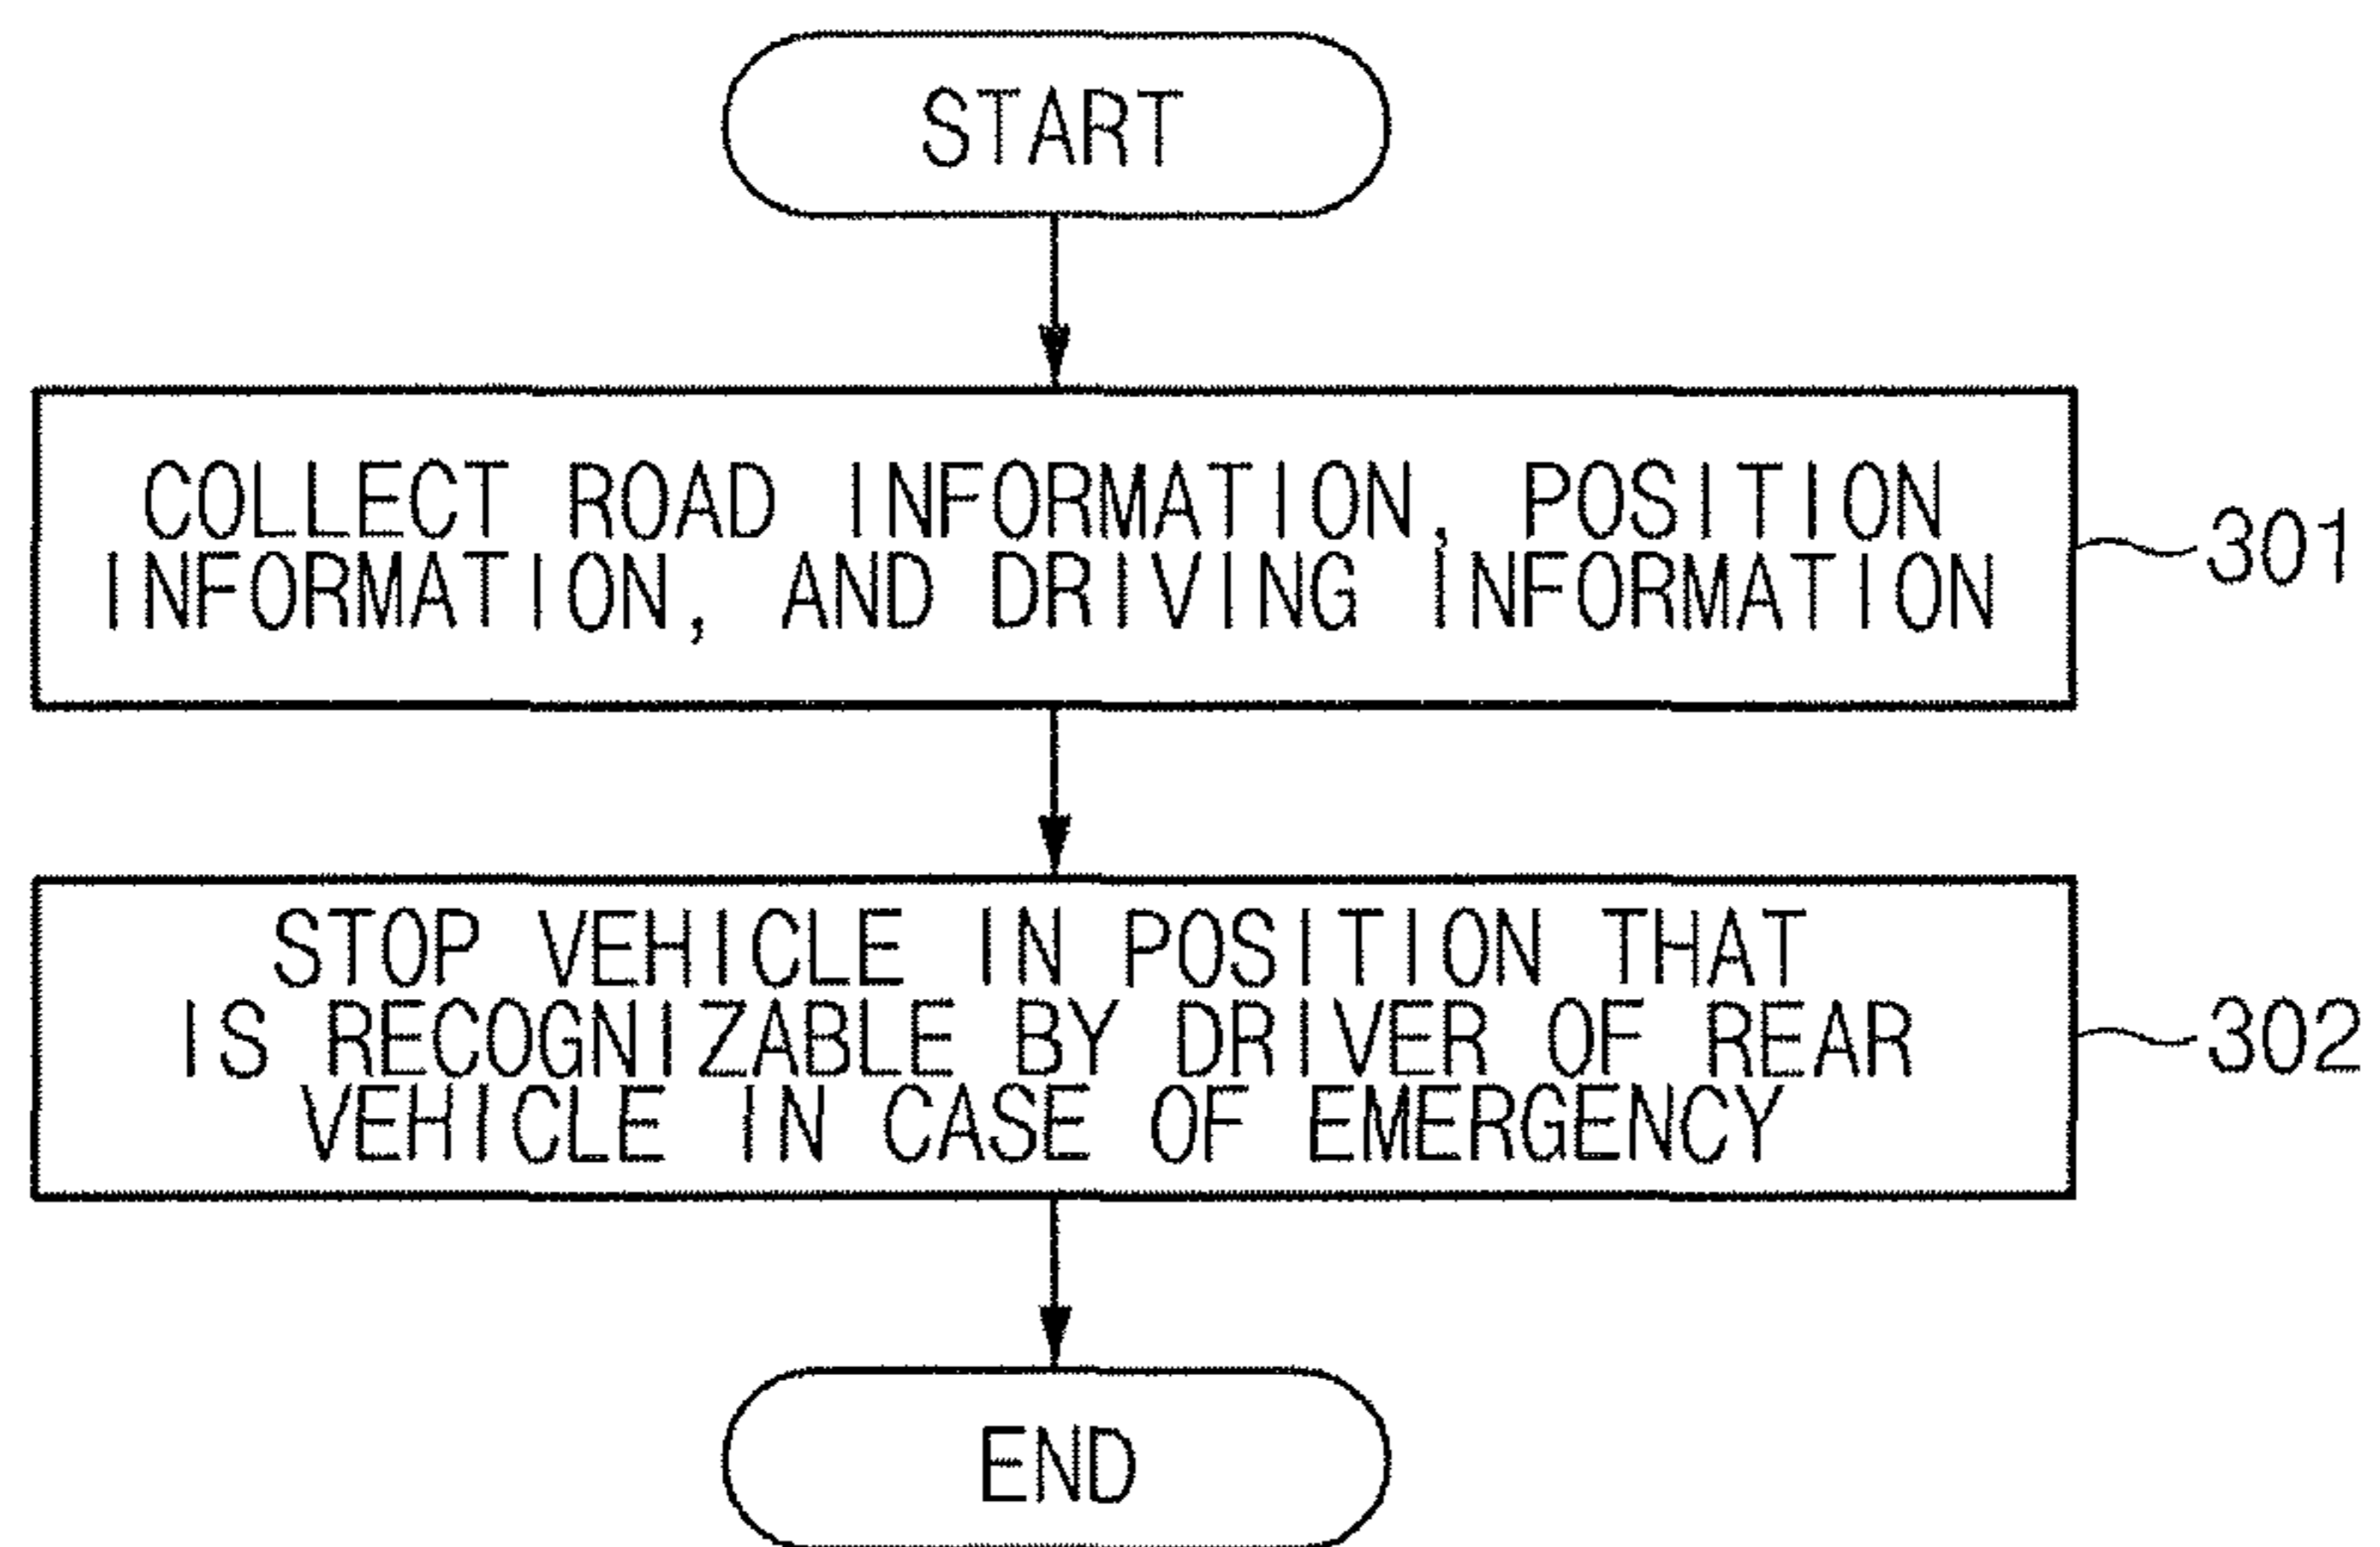 START
COLLECT ROAD INFORMATION, POSITION
INFORMATION, AND DRIVING INFORMATION
301
STOP VEHICLE IN POSITION THAT
IS RECOGNIZABLE BY DRIVER OF REAR
VEHICLE IN CASE OF EMERGENCY
302
END